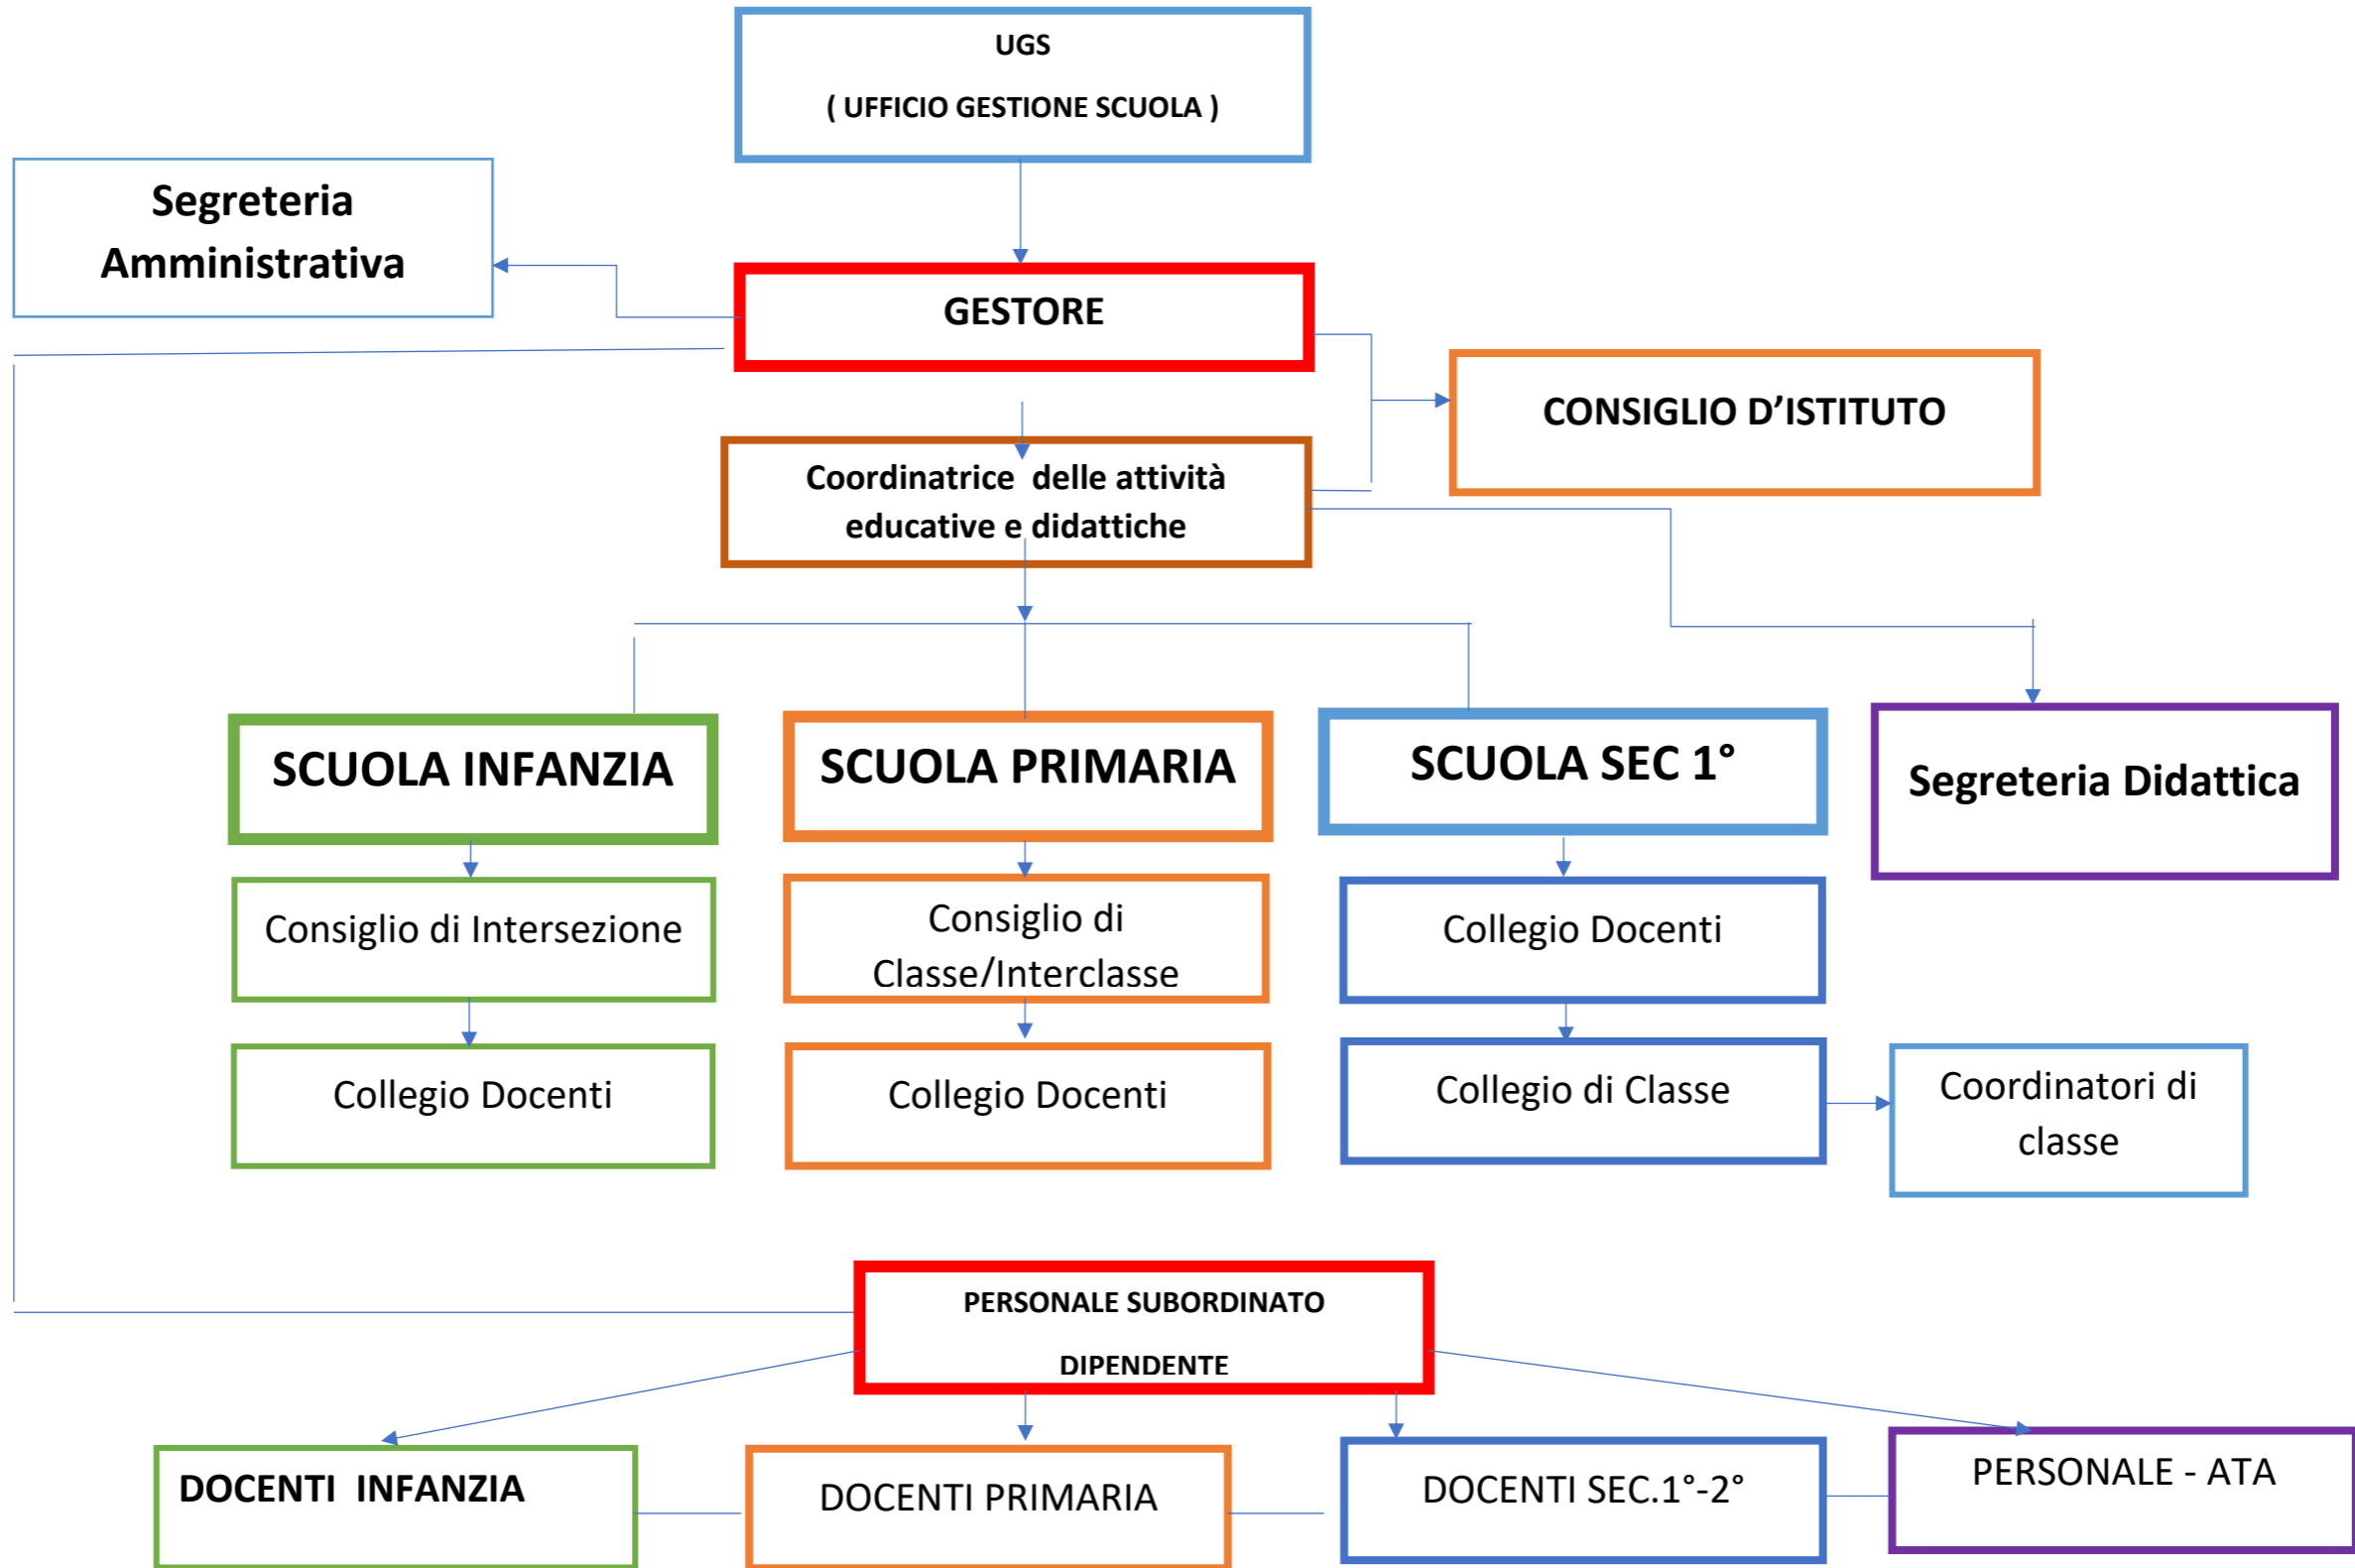 UGS
( UFFICIO GESTIONE SCUOLA )
Segreteria
Amministrativa
GESTORE
CONSIGLIO D’ISTITUTO
Coordinatrice  delle attività
educative e didattiche
SCUOLA INFANZIA
SCUOLA PRIMARIA
SCUOLA SEC 1°
Segreteria Didattica
Consiglio di Intersezione
Consiglio di
Classe/Interclasse
Collegio Docenti
Collegio Docenti
Collegio Docenti
Collegio di Classe
Coordinatori di
classe
PERSONALE SUBORDINATO
DIPENDENTE
DOCENTI  INFANZIA
DOCENTI PRIMARIA
DOCENTI SEC.1°-2°
PERSONALE - ATA